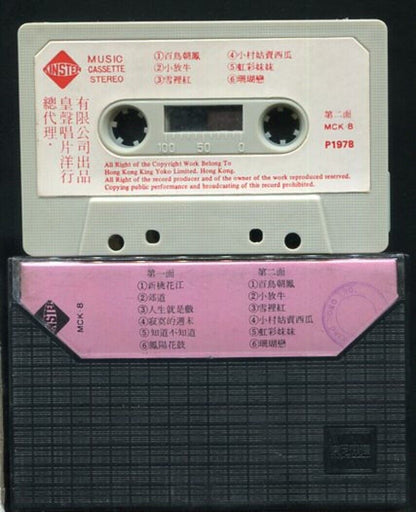 KINSTEL
MUSIC
CASSETTE
STEREO
①百鳥朝鳳
②小放牛
③雪裡紅
④小村姑賣西瓜
⑤虹彩妹妹
⑥珊瑚戀
有限公司出品
皇聲唱片洋行
總代理·
第二面
MCK 8
P1978
100 50 0
All Right of the Copyright Work Belong To
Hong Kong King Yoko Limited. Hong Kong.
All Right of the record producer and of the owner of the work reproduced reserved.
Copying public performance and broadcasting of this record prohibited.
MCK 8
第一面
①新桃花江
②郊道
③人生就是戲
④寂寞的週末
⑤知道不知道
⑥鳳陽花鼓
第二面
①百鳥朝鳳
②小放牛
③雪裡紅
④小村姑賣西瓜
⑤虹彩妹妹
⑥珊瑚戀